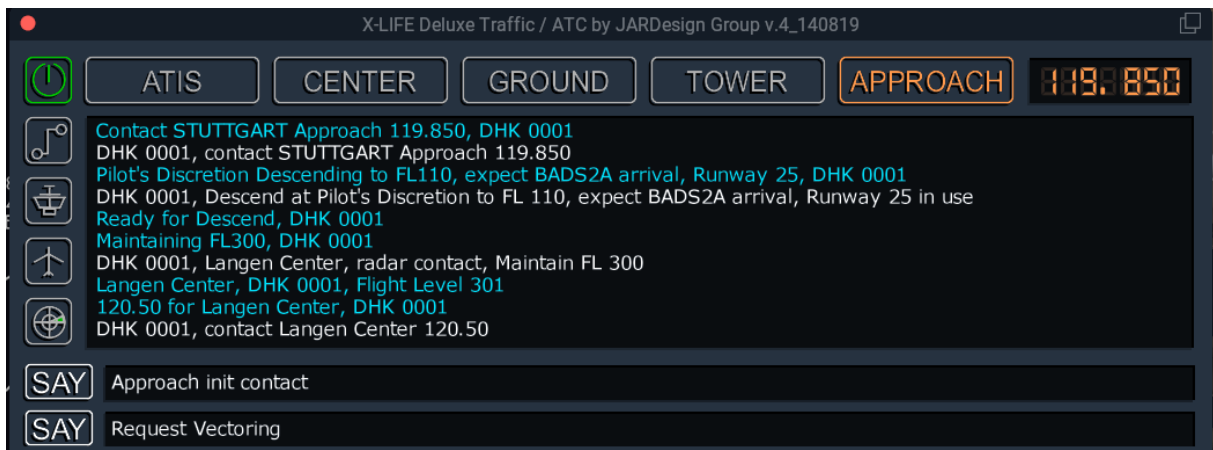 X-LIFE Deluxe Traffic / ATC by JARDesign Group v.4_140819
ATIS CENTER GROUND TOWER APPROACH 119.850
Contact STUTTGART Approach 119.850, DHK 0001
DHK 0001, contact STUTTGART Approach 119.850
Pilot's Discretion Descending to FL110, expect BADS2A arrival, Runway 25, DHK 0001
DHK 0001, Descend at Pilot's Discretion to FL 110, expect BADS2A arrival, Runway 25 in use
Ready for Descend, DHK 0001
Maintaining FL300, DHK 0001
DHK 0001, Langen Center, radar contact, Maintain FL 300
Langen Center, DHK 0001, Flight Level 301
120.50 for Langen Center, DHK 0001
DHK 0001, contact Langen Center 120.50
SAY Approach init contact
SAY Request Vectoring